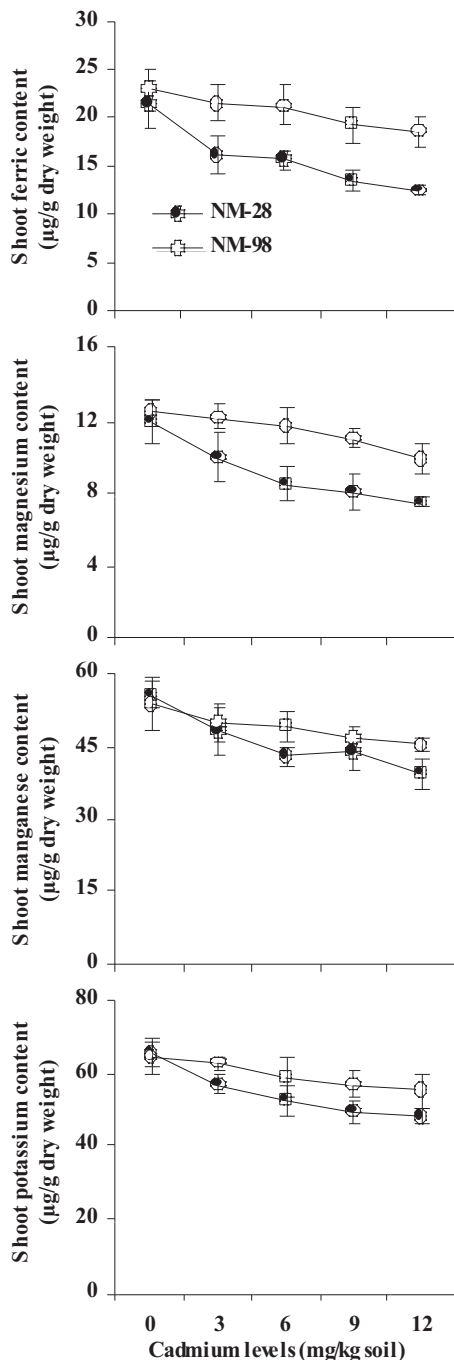 Shoot ferric content
(µg/g dry weight)
30
25
20
15
10
5
0
NM-28
NM-98
Shoot magnesium content
(µg/g dry weight)
16
12
8
4
0
Shoot manganese content
(µg/g dry weight)
60
45
30
15
0
Shoot potassium content
(µg/g dry weight)
80
60
40
20
0
0 3 6 9 12
Cadmium levels (mg/kg soil)